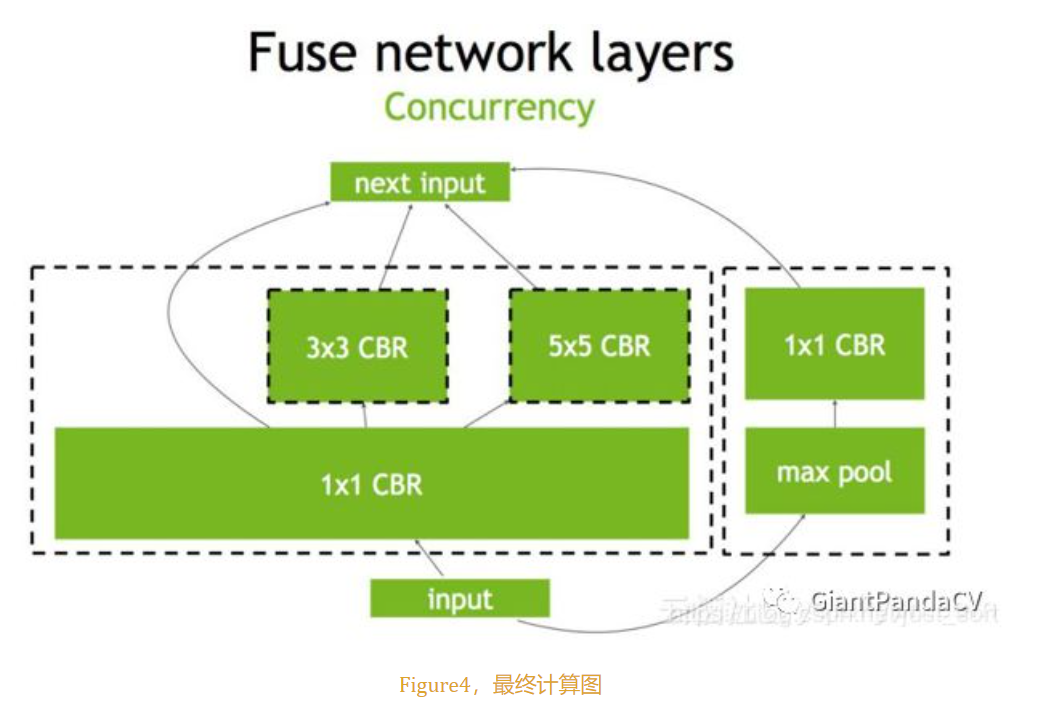 Fuse network layers
Concurrency
next input
3x3 CBR
5x5 CBR
1x1 CBR
1x1 CBR
max pool
input
GiantPandaCV
Figure4，最终计算图